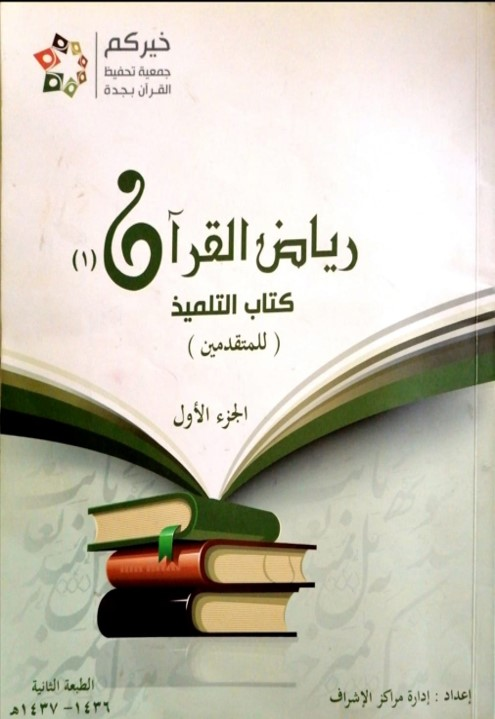 خيركم
جمعية تحفيظ
القرآن بجدة
رياض القرآن (١)
كتاب التلميذ
( للمتقدمين )
الجزء الأول
الطبعة الثانية
١٤٣٦- ١٤٣٧هـ
إعداد : إدارة مراكز الإشراف